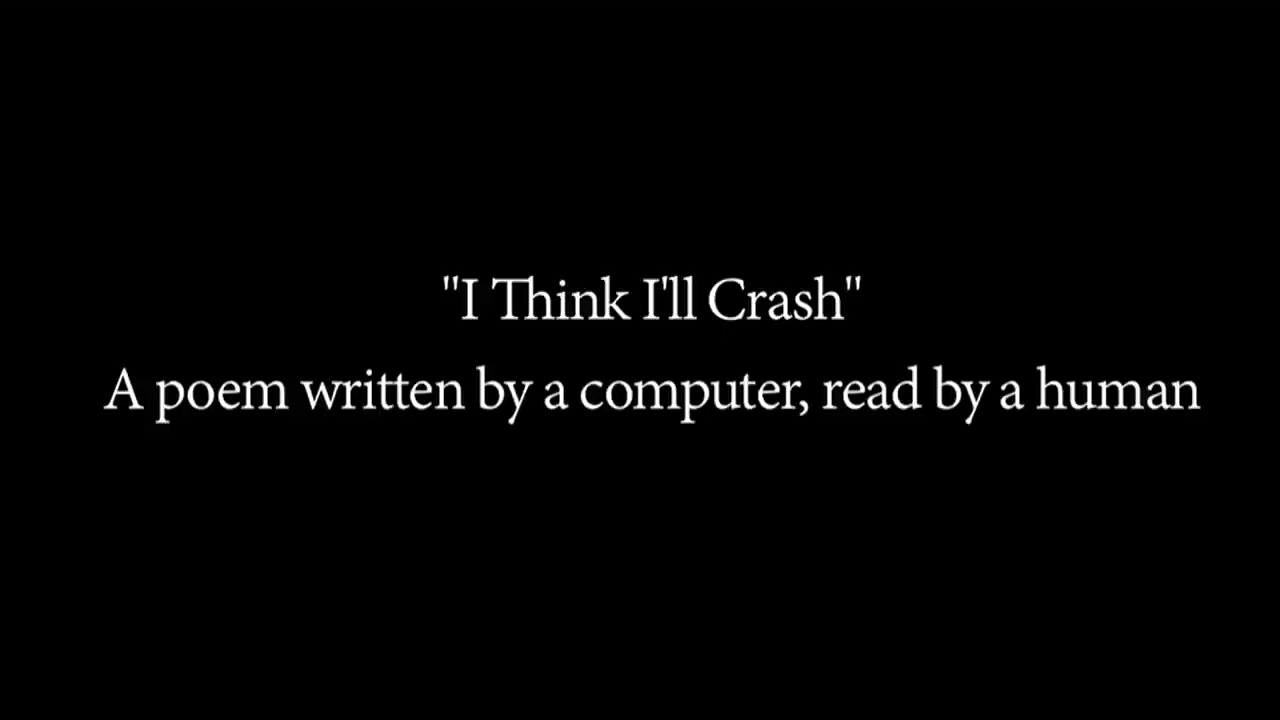 "I Think I'll Crash"
A poem written by a computer, read by a human